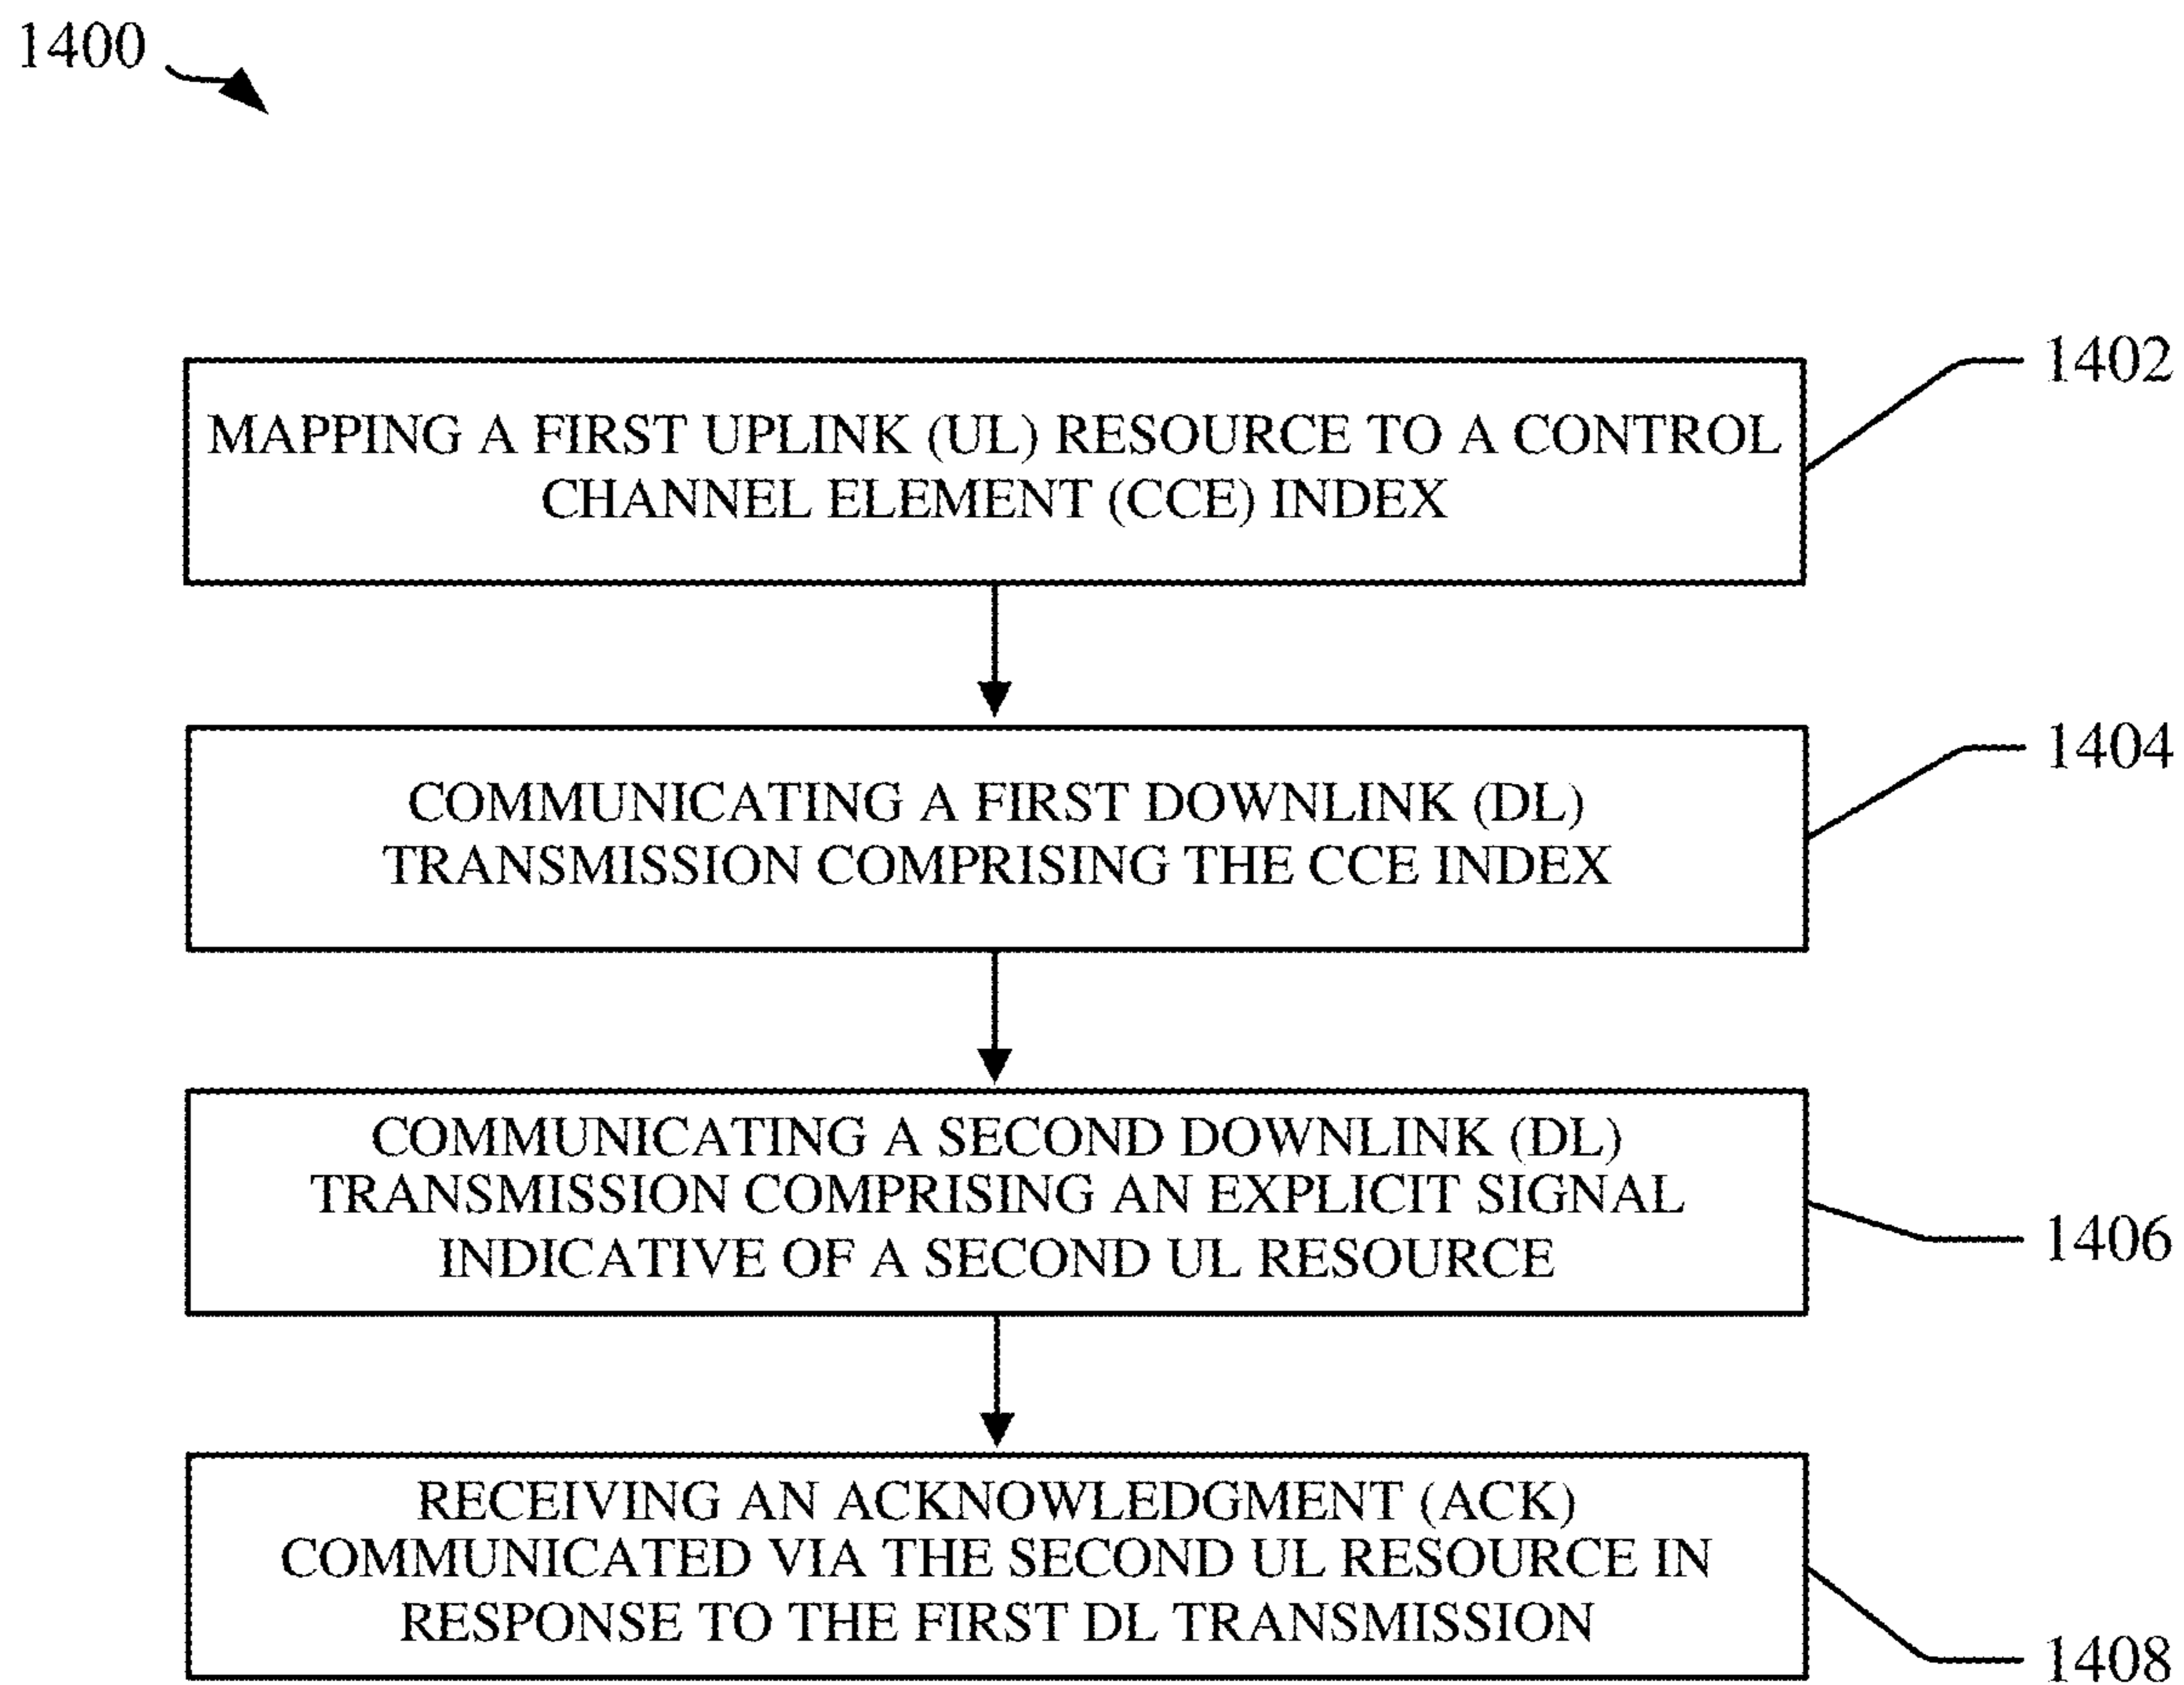 1400
1402
MAPPING A FIRST UPLINK (UL) RESOURCE TO A CONTROL
CHANNEL ELEMENT (CCE) INDEX
1404
COMMUNICATING A FIRST DOWNLINK (DL)
TRANSMISSION COMPRISING THE CCE INDEX
COMMUNICATING A SECOND DOWNLINK (DL)
TRANSMISSION COMPRISING AN EXPLICIT SIGNAL
INDICATIVE OF A SECOND UL RESOURCE
1406
RECEIVING AN ACKNOWLEDGMENT (ACK)
COMMUNICATED VIA THE SECOND UL RESOURCE IN
RESPONSE TO THE FIRST DL TRANSMISSION
1408